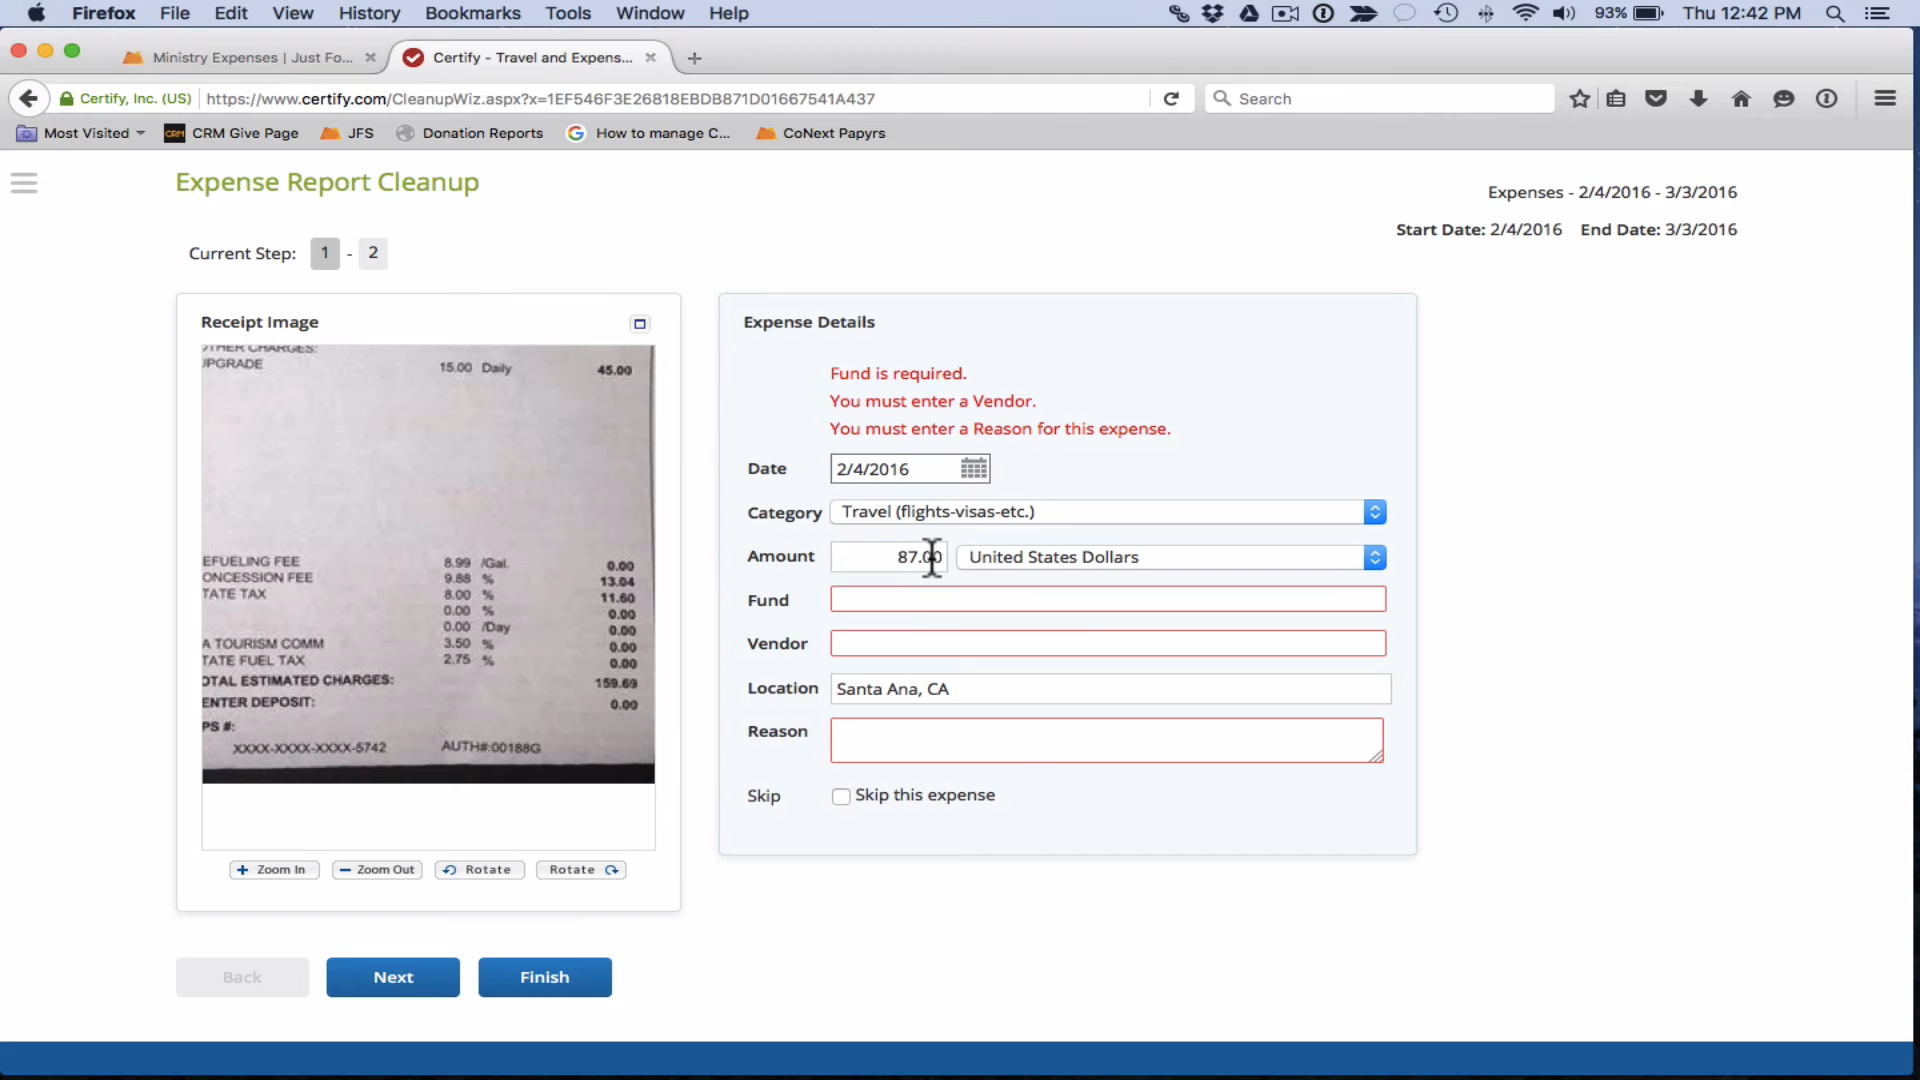 Firefox File Edit View History Bookmarks Tools Window Help 93% Thu 12:42 PM
Ministry Expenses | Just Fo... Certify - Travel and Expens...
Certify, Inc. (US) https://www.certify.com/CleanupWiz.aspx?x=1EF546F3E26818EBDB871D01667541A437 Search
Most Visited CRM CRM Give Page JFS Donation Reports How to manage C... CoNext Papyrs
Expense Report Cleanup
Expenses - 2/4/2016 - 3/3/2016
Start Date: 2/4/2016 End Date: 3/3/2016
Current Step: 1 - 2
Receipt Image
OTHER CHARGES:
UPGRADE 15.00 Daily 45.00
EFUELING FEE 8.99 /Gal. 0.00
ONCESSION FEE 9.88 % 13.04
TATE TAX 8.00 % 11.60
0.00 % 0.00
0.00 /Day 0.00
A TOURISM COMM 3.50 % 0.00
TATE FUEL TAX 2.75 % 0.00
OTAL ESTIMATED CHARGES: 159.69
ENTER DEPOSIT: 0.00
PS #:
XXXX-XXXX-XXXX-5742 AUTH#:00188G
Zoom In Zoom Out Rotate Rotate
Expense Details
Fund is required.
You must enter a Vendor.
You must enter a Reason for this expense.
Date 2/4/2016
Category Travel (flights-visas-etc.)
Amount 87.00 United States Dollars
Fund
Vendor
Location Santa Ana, CA
Reason
Skip Skip this expense
Back Next Finish